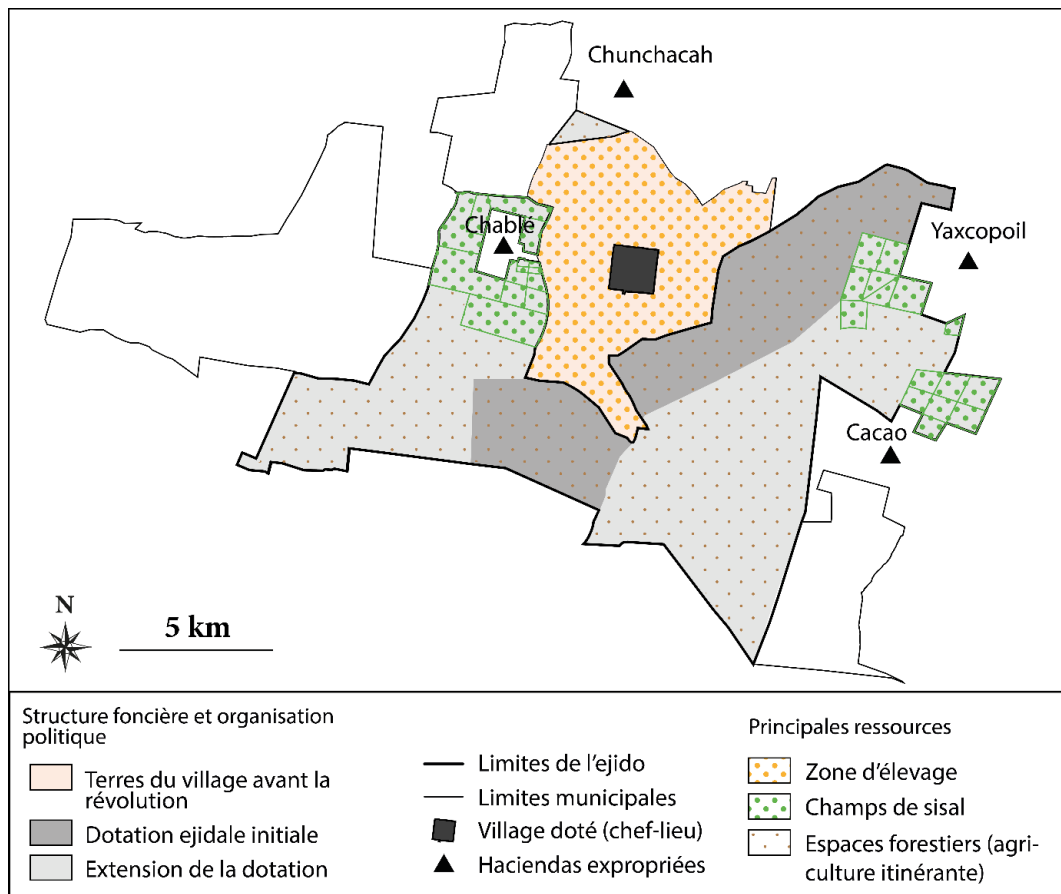 Chunchacah
Chablé
Yaxcopoil
Cacao
N
5 km
Structure foncière et organisation
politique
Terres du village avant la
révolution
Dotation ejidale initiale
Extension de la dotation
Limites de l'ejido
Limites municipales
Village doté (chef-lieu)
Haciendas expropriées
Principales ressources
Zone d'élevage
Champs de sisal
Espaces forestiers (agri-
culture itinérante)